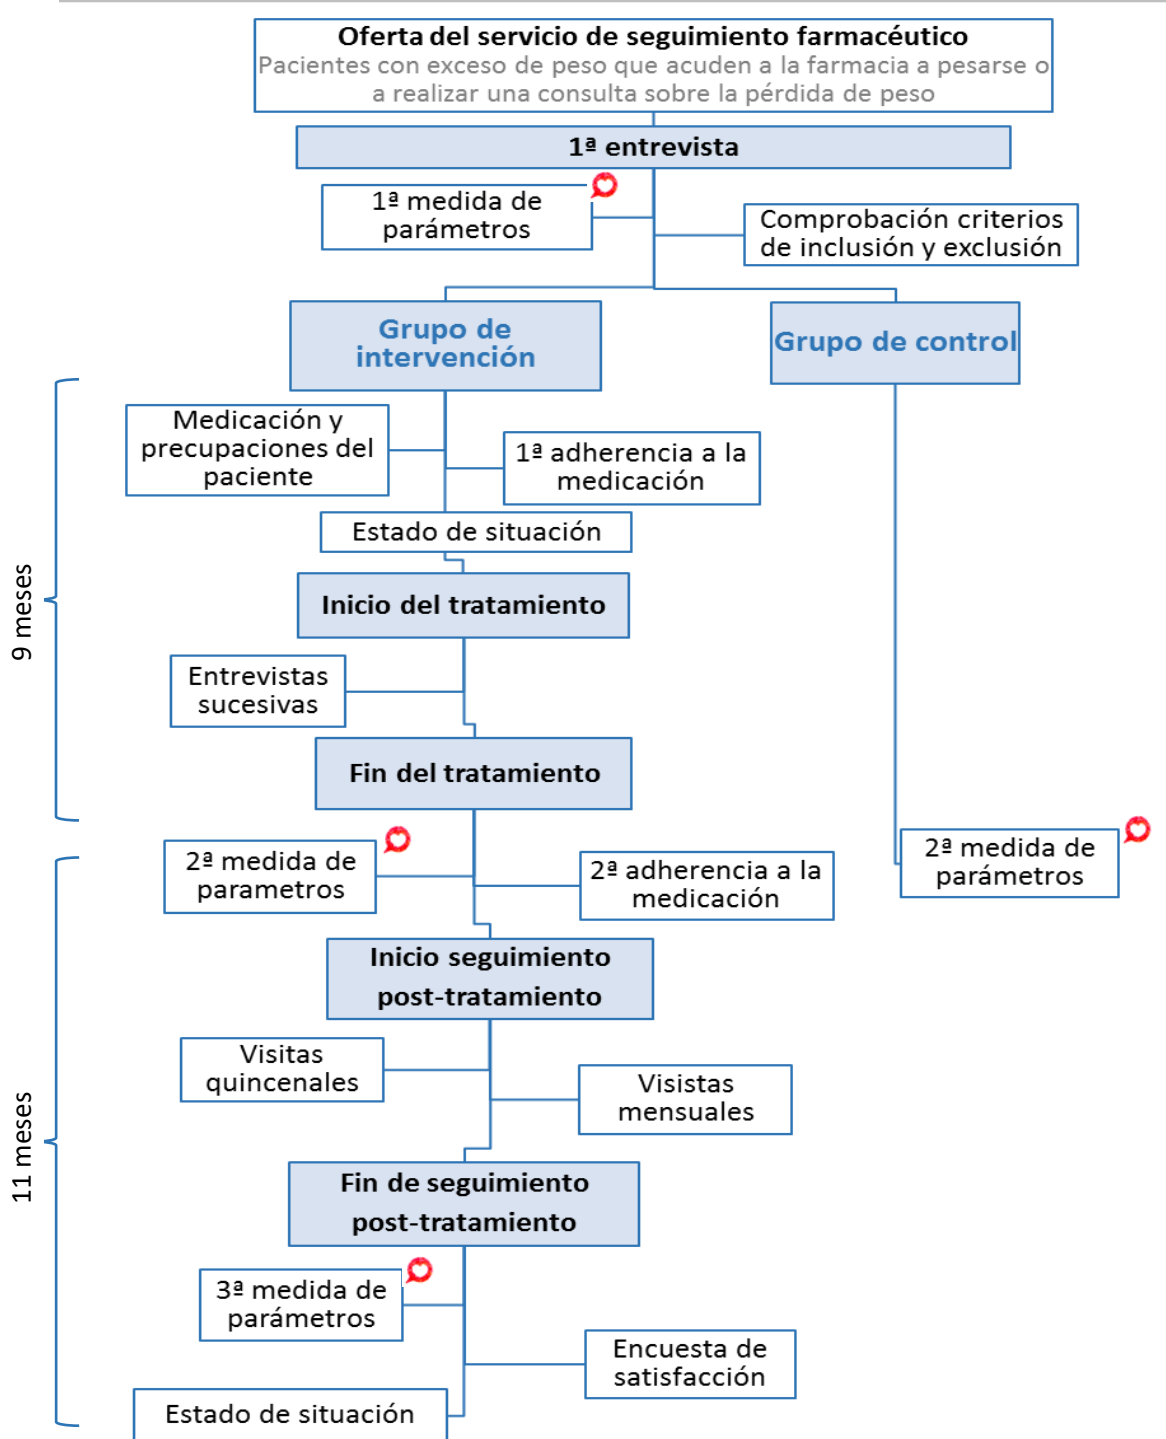 Oferta del servicio de seguimiento farmacéutico
Pacientes con exceso de peso que acuden a la farmacia a pesarse o
a realizar una consulta sobre la pérdida de peso
1ª entrevista
1ª medida de
parámetros
Comprobación criterios
de inclusión y exclusión
Grupo de
intervención
Grupo de control
9 meses
Medicación y
precupaciones del
paciente
1ª adherencia a la
medicación
Estado de situación
Inicio del tratamiento
Entrevistas
sucesivas
Fin del tratamiento
11 meses
2ª medida de
parametros
2ª adherencia a la
medicación
2ª medida de
parámetros
Inicio seguimiento
post-tratamiento
Visitas
quincenales
Visistas
mensuales
Fin de seguimiento
post-tratamiento
3ª medida de
parámetros
Encuesta de
satisfacción
Estado de situación